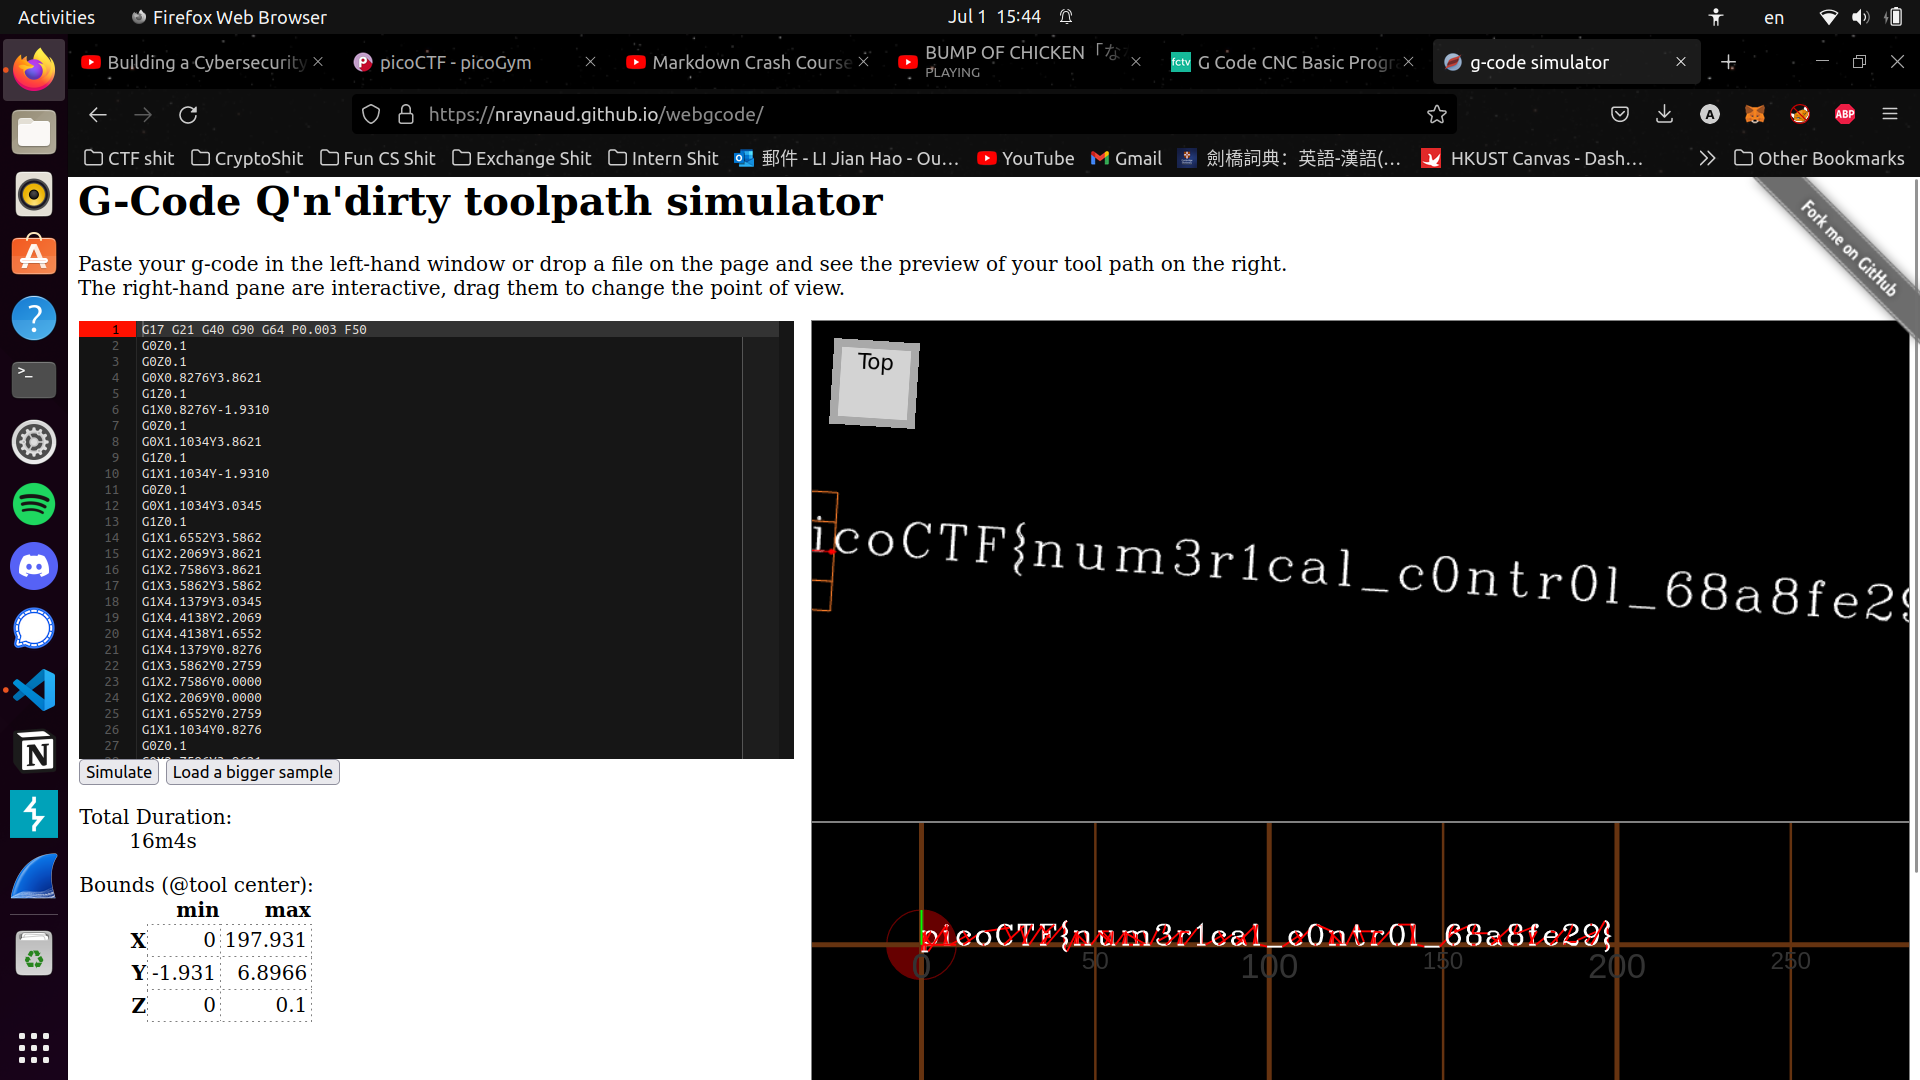 Activities Firefox Web Browser Jul 1 15:44 en
Building a Cybersecurity picoCTF - picoGym Markdown Crash Course BUMP OF CHICKEN「な G Code CNC Basic Progr g-code simulator
PLAYING
https://nraynaud.github.io/webgcode/
CTF shit CryptoShit Fun CS Shit Exchange Shit Intern Shit 郵件 - LI Jian Hao - Ou… YouTube Gmail 劍橋詞典：英語-漢語(… HKUST Canvas - Dash… Other Bookmarks
G-Code Q'n'dirty toolpath simulator
Fork me on GitHub
Paste your g-code in the left-hand window or drop a file on the page and see the preview of your tool path on the right.
The right-hand pane are interactive, drag them to change the point of view.
1 G17 G21 G40 G90 G64 P0.003 F50
2 G0Z0.1
3 G0Z0.1
4 G0X0.8276Y3.8621
5 G1Z0.1
6 G1X0.8276Y-1.9310
7 G0Z0.1
8 G0X1.1034Y3.8621
9 G1Z0.1
10 G1X1.1034Y-1.9310
11 G0Z0.1
12 G0X1.1034Y3.0345
13 G1Z0.1
14 G1X1.6552Y3.5862
15 G1X2.2069Y3.8621
16 G1X2.7586Y3.8621
17 G1X3.5862Y3.5862
18 G1X4.1379Y3.0345
19 G1X4.4138Y2.2069
20 G1X4.4138Y1.6552
21 G1X4.1379Y0.8276
22 G1X3.5862Y0.2759
23 G1X2.7586Y0.0000
24 G1X2.2069Y0.0000
25 G1X1.6552Y0.2759
26 G1X1.1034Y0.8276
27 G0Z0.1
Top
icoCTF{num3r1cal_c0ntr0l_68a8fe29
Simulate Load a bigger sample
Total Duration:
16m4s
Bounds (@tool center):
min max
X 0 197.931
Y -1.931 6.8966
Z 0 0.1
picoCTF{num3r1cal_c0ntr0l_68a8fe29}
0 50 100 150 200 250